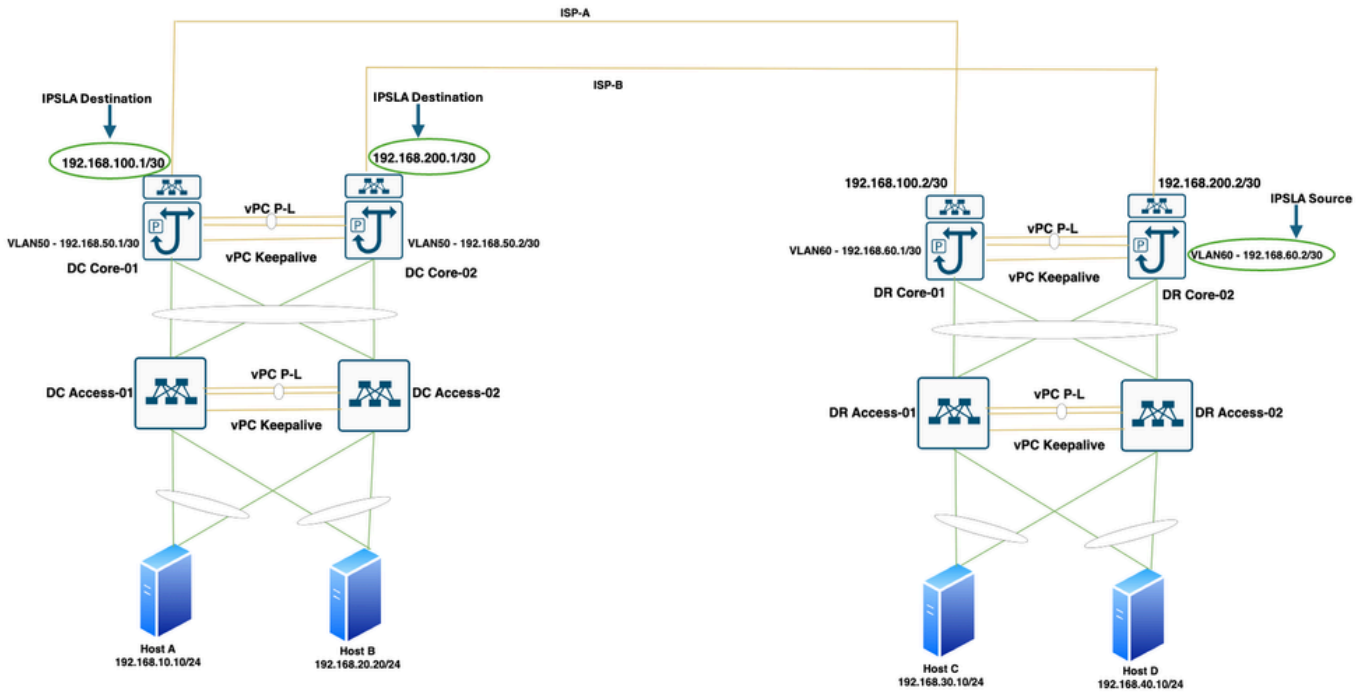 ISP-A
ISP-B
IPSLA Destination
192.168.100.1/30
IPSLA Destination
192.168.200.1/30
vPC P-L
VLAN50 - 192.168.50.1/30
VLAN50 - 192.168.50.2/30
vPC Keepalive
DC Core-01
DC Core-02
P
P
192.168.100.2/30
192.168.200.2/30
IPSLA Source
vPC P-L
VLAN60 - 192.168.60.1/30
VLAN60 - 192.168.60.2/30
vPC Keepalive
DR Core-01
DR Core-02
P
P
DC Access-01
vPC P-L
DC Access-02
vPC Keepalive
DR Access-01
vPC P-L
DR Access-02
vPC Keepalive
Host A
192.168.10.10/24
Host B
192.168.20.20/24
Host C
192.168.30.10/24
Host D
192.168.40.10/24